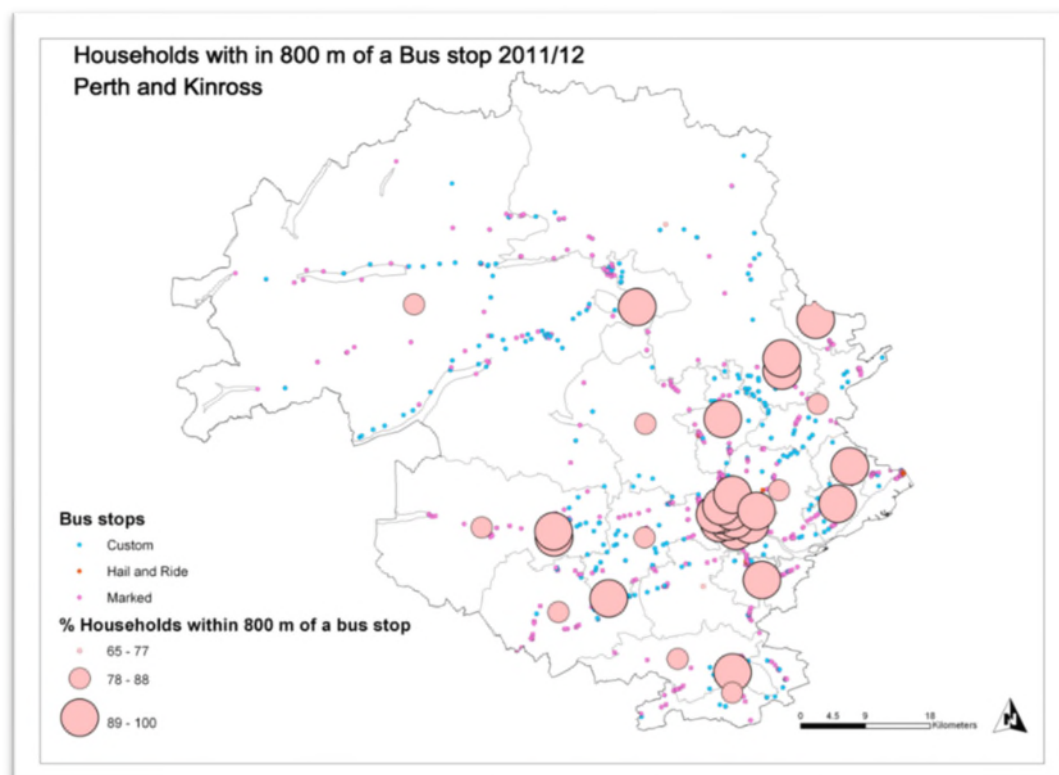 Households with in 800 m of a Bus stop 2011/12
Perth and Kinross
Bus stops
Custom
Hail and Ride
Marked
% Households within 800 m of a bus stop
65 - 77
78 - 88
89 - 100
0 4.5 9 18
Kilometers
N